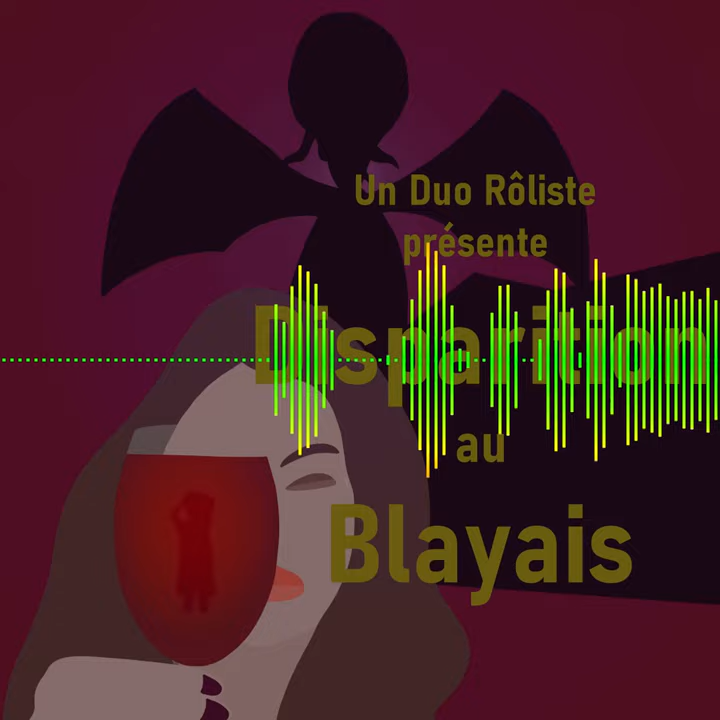 Un Duo Rôliste
présente
Disparition
au
Blayais